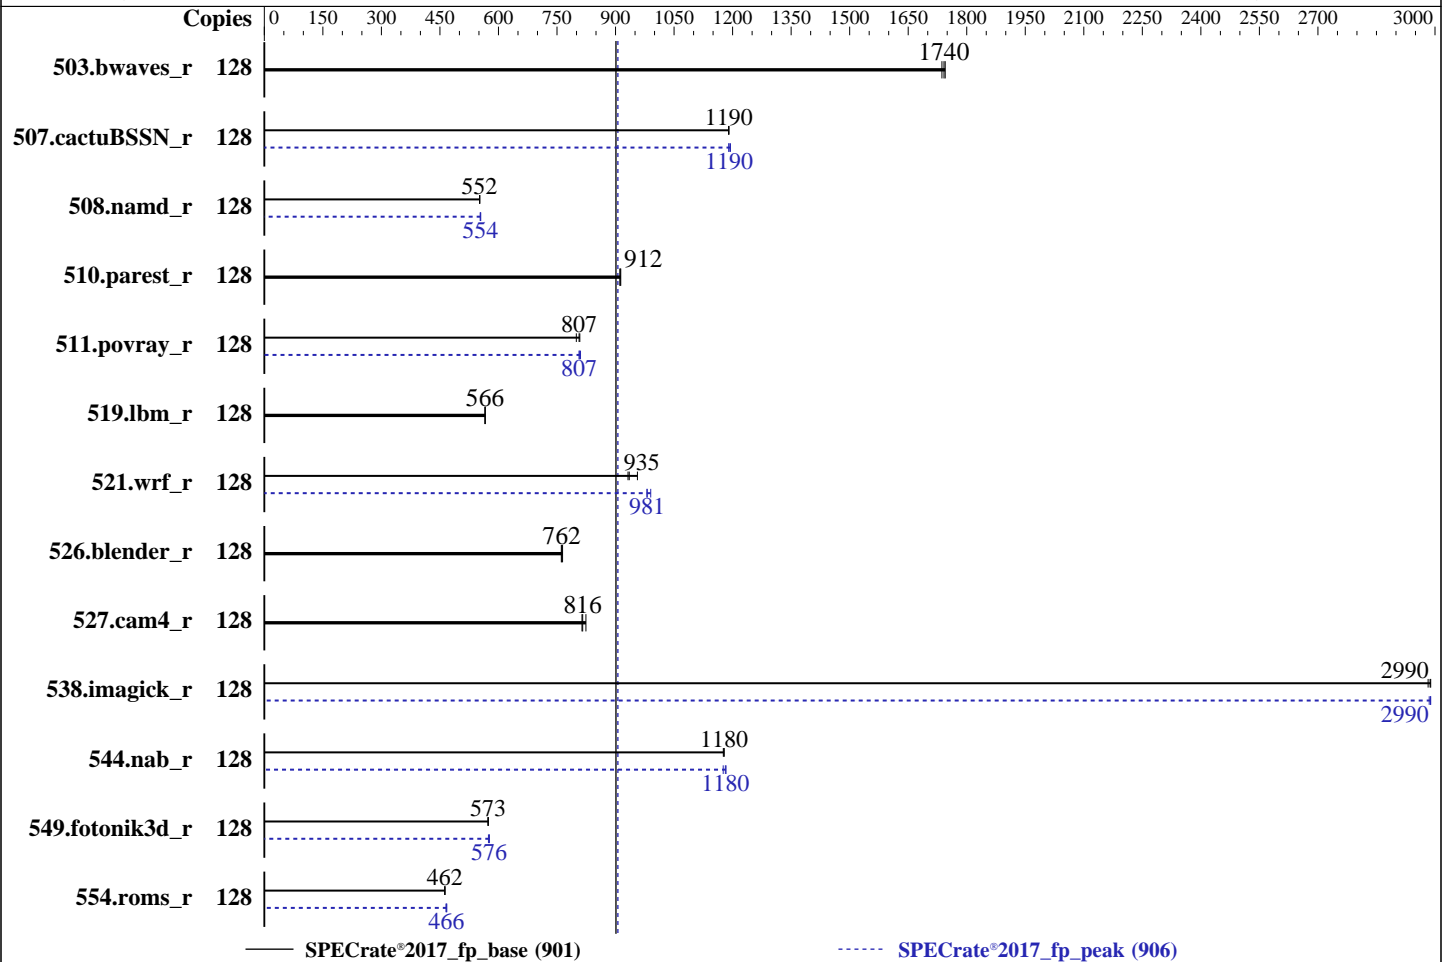 Copies 0 150 300 450 600 750 900 1050 1200 1350 1500 1650 1800 1950 2100 2250 2400 2550 2700 3000
1740
503.bwaves_r 128
1190
507.cactuBSSN_r 128
1190
552
508.namd_r 128
554
912
510.parest_r 128
807
511.povray_r 128
807
566
519.lbm_r 128
935
521.wrf_r 128
981
762
526.blender_r 128
816
527.cam4_r 128
2990
538.imagick_r 128
2990
1180
544.nab_r 128
1180
573
549.fotonik3d_r 128
576
462
554.roms_r 128
466
SPECrate®2017_fp_base (901) SPECrate®2017_fp_peak (906)